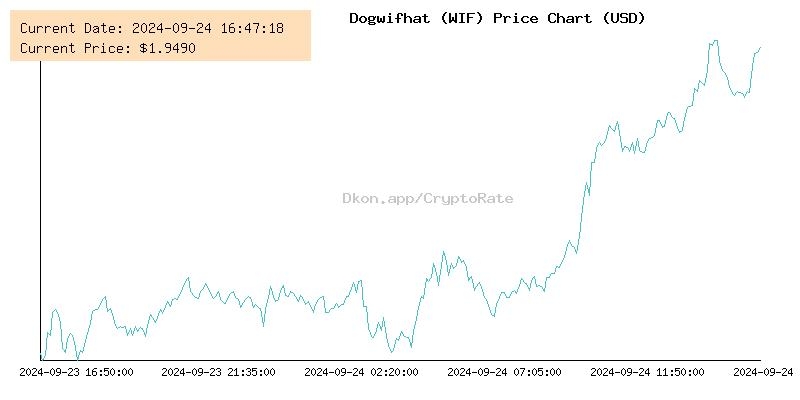 Dogwifhat (WIF) Price Chart (USD)
Current Date: 2024-09-24 16:47:18
Current Price: $1.9490
Dkon.app/CryptoRate
2024-09-23 16:50:00 2024-09-23 21:35:00 2024-09-24 02:20:00 2024-09-24 07:05:00 2024-09-24 11:50:00 2024-09-24